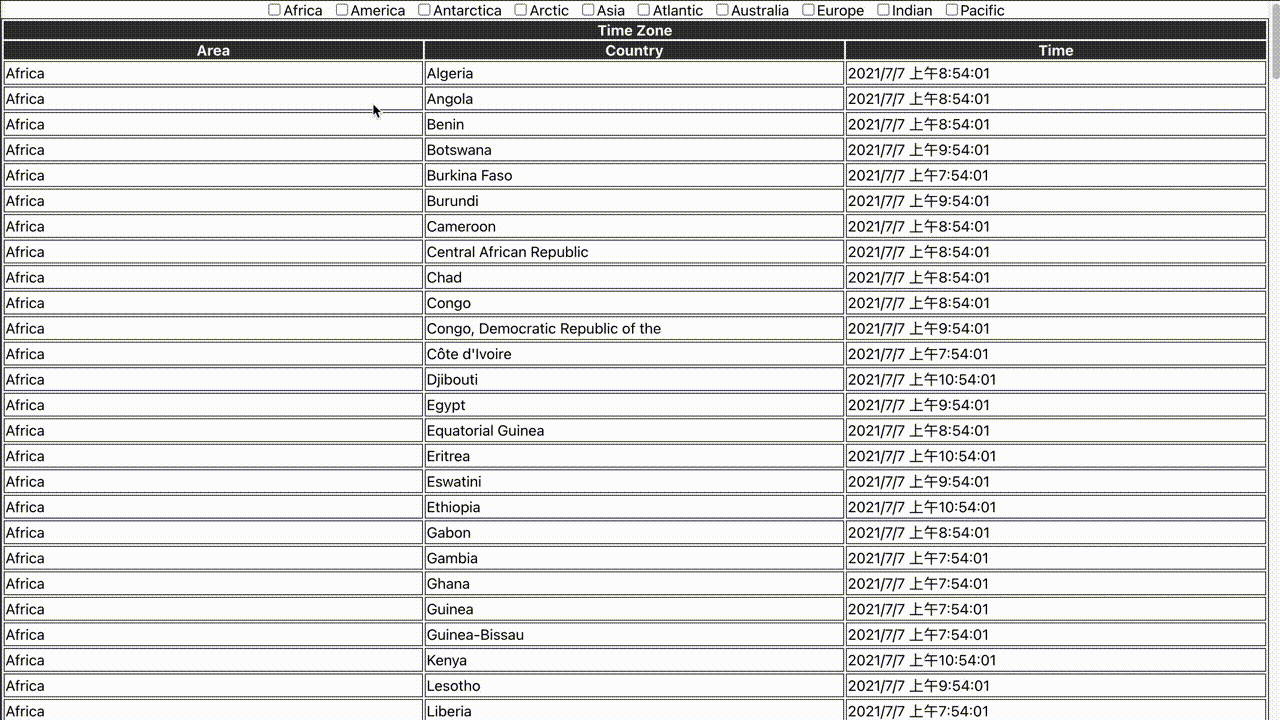 Africa America Antarctica Arctic Asia Atlantic Australia Europe Indian Pacific
Time Zone
Area Country Time
Africa Algeria 2021/7/7 上午8:54:01
Africa Angola 2021/7/7 上午8:54:01
Africa Benin 2021/7/7 上午8:54:01
Africa Botswana 2021/7/7 上午9:54:01
Africa Burkina Faso 2021/7/7 上午7:54:01
Africa Burundi 2021/7/7 上午9:54:01
Africa Cameroon 2021/7/7 上午8:54:01
Africa Central African Republic 2021/7/7 上午8:54:01
Africa Chad 2021/7/7 上午8:54:01
Africa Congo 2021/7/7 上午8:54:01
Africa Congo, Democratic Republic of the 2021/7/7 上午9:54:01
Africa Côte d'Ivoire 2021/7/7 上午7:54:01
Africa Djibouti 2021/7/7 上午10:54:01
Africa Egypt 2021/7/7 上午9:54:01
Africa Equatorial Guinea 2021/7/7 上午8:54:01
Africa Eritrea 2021/7/7 上午10:54:01
Africa Eswatini 2021/7/7 上午9:54:01
Africa Ethiopia 2021/7/7 上午10:54:01
Africa Gabon 2021/7/7 上午8:54:01
Africa Gambia 2021/7/7 上午7:54:01
Africa Ghana 2021/7/7 上午7:54:01
Africa Guinea 2021/7/7 上午7:54:01
Africa Guinea-Bissau 2021/7/7 上午7:54:01
Africa Kenya 2021/7/7 上午10:54:01
Africa Lesotho 2021/7/7 上午9:54:01
Africa Liberia 2021/7/7 上午7:54:01